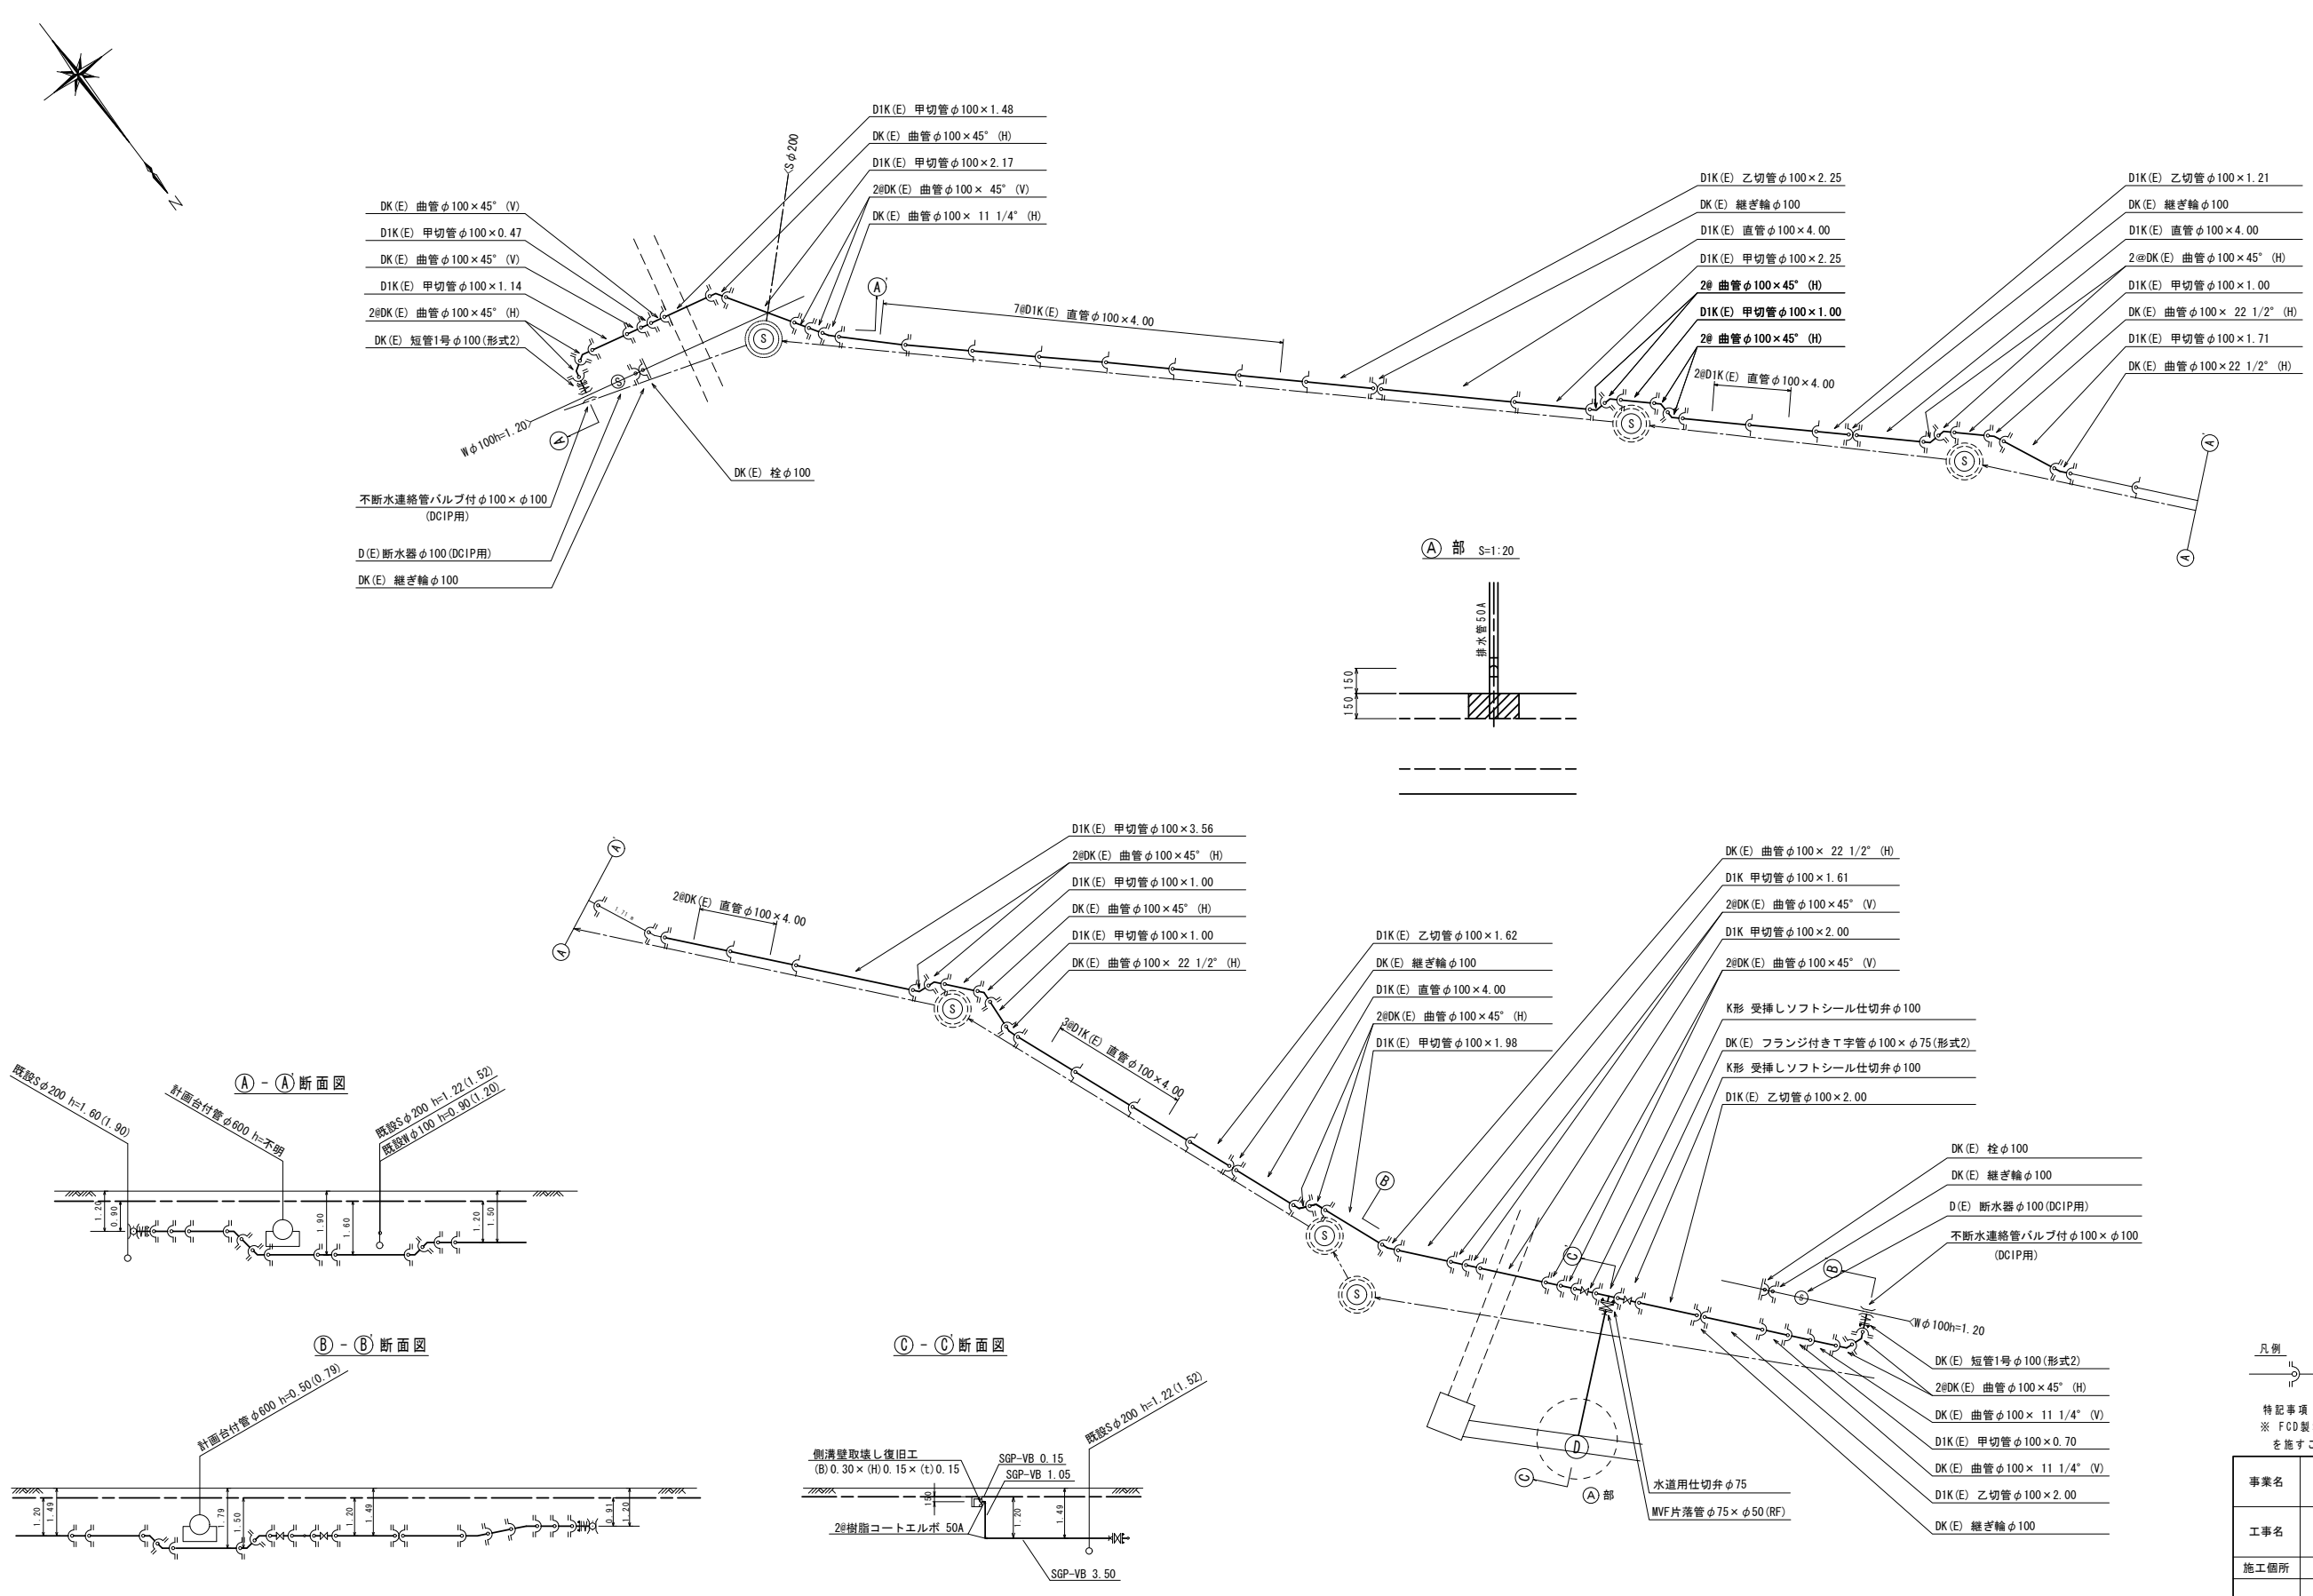 N
D1K(E) 甲切管φ100×1.48
DK(E) 曲管φ100×45° (H)
D1K(E) 甲切管φ100×2.17
2@DK(E) 曲管φ100× 45° (V)
DK(E) 曲管φ100× 11 1/4° (H)
Sφ200
DK(E) 曲管φ100×45° (V)
D1K(E) 甲切管φ100×0.47
DK(E) 曲管φ100×45° (V)
D1K(E) 甲切管φ100×1.14
2@DK(E) 曲管φ100×45° (H)
DK(E) 短管1号φ100(形式2)
Wφ100h=1.20
A
S
S
A'
7@D1K(E) 直管φ100×4.00
DK(E) 栓φ100
不断水連絡管バルブ付φ100×φ100
(DCIP用)
D(E)断水器φ100(DCIP用)
DK(E) 継ぎ輪φ100
D1K(E) 乙切管φ100×2.25
DK(E) 継ぎ輪φ100
D1K(E) 直管φ100×4.00
D1K(E) 甲切管φ100×2.25
2@ 曲管φ100×45° (H)
D1K(E) 甲切管φ100×1.00
2@ 曲管φ100×45° (H)
2@D1K(E) 直管φ100×4.00
S
D1K(E) 乙切管φ100×1.21
DK(E) 継ぎ輪φ100
D1K(E) 直管φ100×4.00
2@DK(E) 曲管φ100×45° (H)
D1K(E) 甲切管φ100×1.00
DK(E) 曲管φ100× 22 1/2° (H)
D1K(E) 甲切管φ100×1.71
DK(E) 曲管φ100×22 1/2° (H)
S
A
A
A 部 S=1:20
排水管50A
150 150
A
A
1.71
2@DK(E) 直管φ100×4.00
D1K(E) 甲切管φ100×3.56
2@DK(E) 曲管φ100×45° (H)
D1K(E) 甲切管φ100×1.00
DK(E) 曲管φ100×45° (H)
D1K(E) 甲切管φ100×1.00
DK(E) 曲管φ100× 22 1/2° (H)
S
3@D1K(E) 直管φ100×4.00
D1K(E) 乙切管φ100×1.62
DK(E) 継ぎ輪φ100
D1K(E) 直管φ100×4.00
2@DK(E) 曲管φ100×45° (H)
D1K(E) 甲切管φ100×1.98
S
S
B
DK(E) 曲管φ100× 22 1/2° (H)
D1K 甲切管φ100×1.61
2@DK(E) 曲管φ100×45° (V)
D1K 甲切管φ100×2.00
2@DK(E) 曲管φ100×45° (V)
K形 受挿しソフトシール仕切弁φ100
DK(E) フランジ付きT字管φ100×φ75(形式2)
K形 受挿しソフトシール仕切弁φ100
D1K(E) 乙切管φ100×2.00
DK(E) 栓φ100
DK(E) 継ぎ輪φ100
D(E) 断水器φ100(DCIP用)
不断水連絡管バルブ付φ100×φ100
(DCIP用)
C
B'
S
Wφ100h=1.20
DK(E) 短管1号φ100(形式2)
2@DK(E) 曲管φ100×45° (H)
DK(E) 曲管φ100× 11 1/4° (V)
D1K(E) 甲切管φ100×0.70
DK(E) 曲管φ100× 11 1/4° (V)
D1K(E) 乙切管φ100×2.00
DK(E) 継ぎ輪φ100
D
C
A 部
水道用仕切弁φ75
MVF片落管φ75×φ50(RF)
A - A' 断面図
既設Sφ200 h=1.60(1.90)
計画台付管φ600 h=不明
既設Sφ200 h=1.22(1.52)
既設Wφ100 h=0.90(1.20)
1.20
0.90
1.90
1.60
1.20
1.50
B - B' 断面図
計画台付管φ600 h=0.50(0.79)
1.20
1.49
1.79
1.50
1.20
1.49
0.91
1.20
C - C' 断面図
既設Sφ200 h=1.22(1.52)
側溝壁取壊し復旧工
(B)0.30×(H)0.15×(t)0.15
SGP-VB 0.15
SGP-VB 1.05
150
1.20
1.49
2@樹脂コートエルボ 50A
SGP-VB 3.50
凡例
特記事項
※ FCD製
を施すこ
事業名
工事名
施工個所